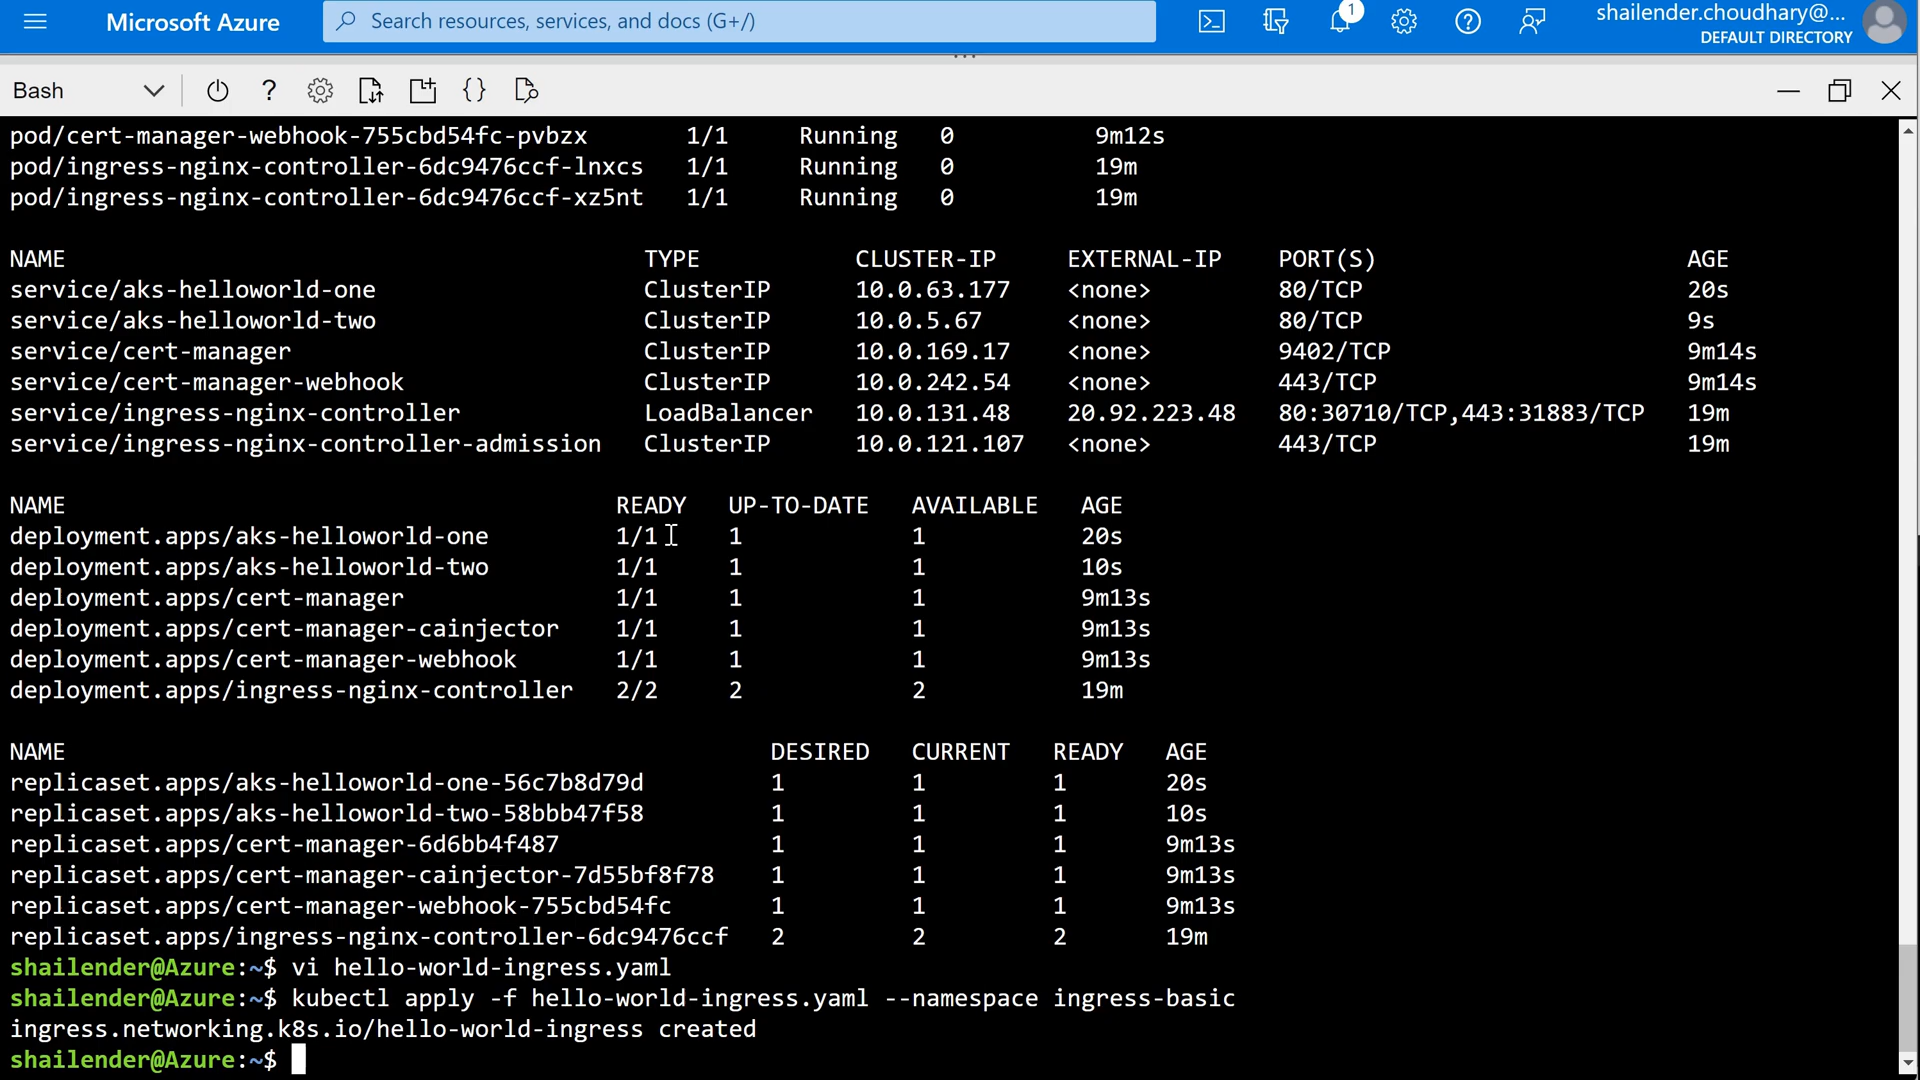 Microsoft Azure
Search resources, services, and docs (G+/)
1
shailender.choudhary@...
DEFAULT DIRECTORY
Bash
pod/cert-manager-webhook-755cbd54fc-pvbzx 1/1 Running 0 9m12s
pod/ingress-nginx-controller-6dc9476ccf-lnxcs 1/1 Running 0 19m
pod/ingress-nginx-controller-6dc9476ccf-xz5nt 1/1 Running 0 19m
NAME TYPE CLUSTER-IP EXTERNAL-IP PORT(S) AGE
service/aks-helloworld-one ClusterIP 10.0.63.177 <none> 80/TCP 20s
service/aks-helloworld-two ClusterIP 10.0.5.67 <none> 80/TCP 9s
service/cert-manager ClusterIP 10.0.169.17 <none> 9402/TCP 9m14s
service/cert-manager-webhook ClusterIP 10.0.242.54 <none> 443/TCP 9m14s
service/ingress-nginx-controller LoadBalancer 10.0.131.48 20.92.223.48 80:30710/TCP,443:31883/TCP 19m
service/ingress-nginx-controller-admission ClusterIP 10.0.121.107 <none> 443/TCP 19m
NAME READY UP-TO-DATE AVAILABLE AGE
deployment.apps/aks-helloworld-one 1/1 1 1 20s
deployment.apps/aks-helloworld-two 1/1 1 1 10s
deployment.apps/cert-manager 1/1 1 1 9m13s
deployment.apps/cert-manager-cainjector 1/1 1 1 9m13s
deployment.apps/cert-manager-webhook 1/1 1 1 9m13s
deployment.apps/ingress-nginx-controller 2/2 2 2 19m
NAME DESIRED CURRENT READY AGE
replicaset.apps/aks-helloworld-one-56c7b8d79d 1 1 1 20s
replicaset.apps/aks-helloworld-two-58bbb47f58 1 1 1 10s
replicaset.apps/cert-manager-6d6bb4f487 1 1 1 9m13s
replicaset.apps/cert-manager-cainjector-7d55bf8f78 1 1 1 9m13s
replicaset.apps/cert-manager-webhook-755cbd54fc 1 1 1 9m13s
replicaset.apps/ingress-nginx-controller-6dc9476ccf 2 2 2 19m
shailender@Azure:~$ vi hello-world-ingress.yaml
shailender@Azure:~$ kubectl apply -f hello-world-ingress.yaml --namespace ingress-basic
ingress.networking.k8s.io/hello-world-ingress created
shailender@Azure:~$